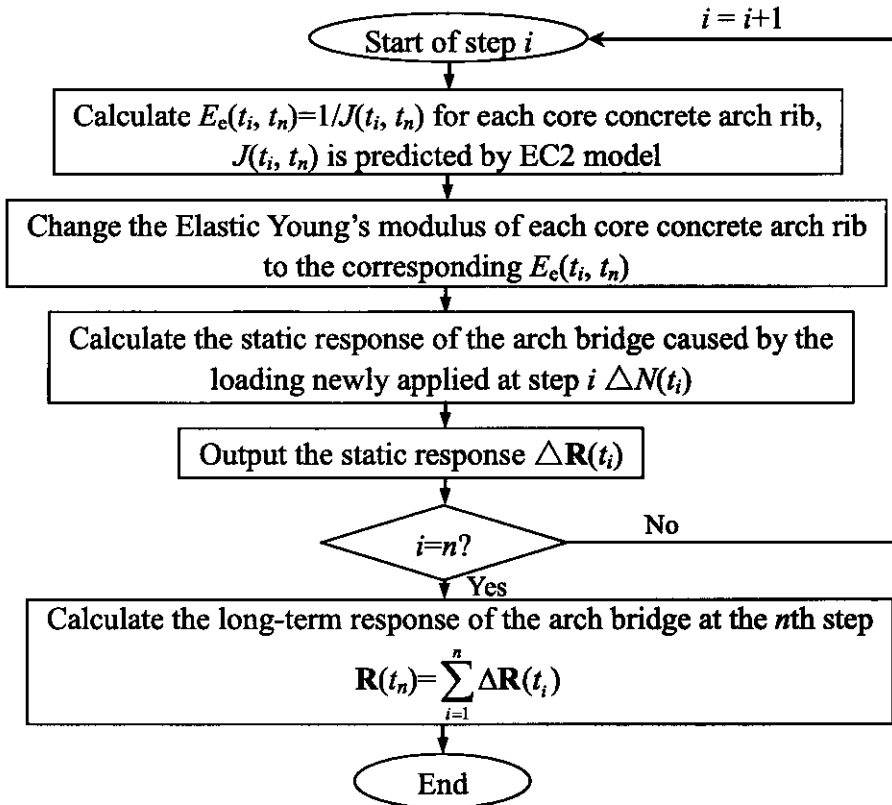 i = i+1
Start of step i
Calculate Eₑ(tᵢ, tₙ)=1/J(tᵢ, tₙ) for each core concrete arch rib,
J(tᵢ, tₙ) is predicted by EC2 model
Change the Elastic Young's modulus of each core concrete arch rib
to the corresponding Eₑ(tᵢ, tₙ)
Calculate the static response of the arch bridge caused by the
loading newly applied at step i △N(tᵢ)
Output the static response △R(tᵢ)
i=n?
No
Yes
Calculate the long-term response of the arch bridge at the nth step
R(tₙ)=∑ⁿᵢ₌₁ΔR(tᵢ)
End